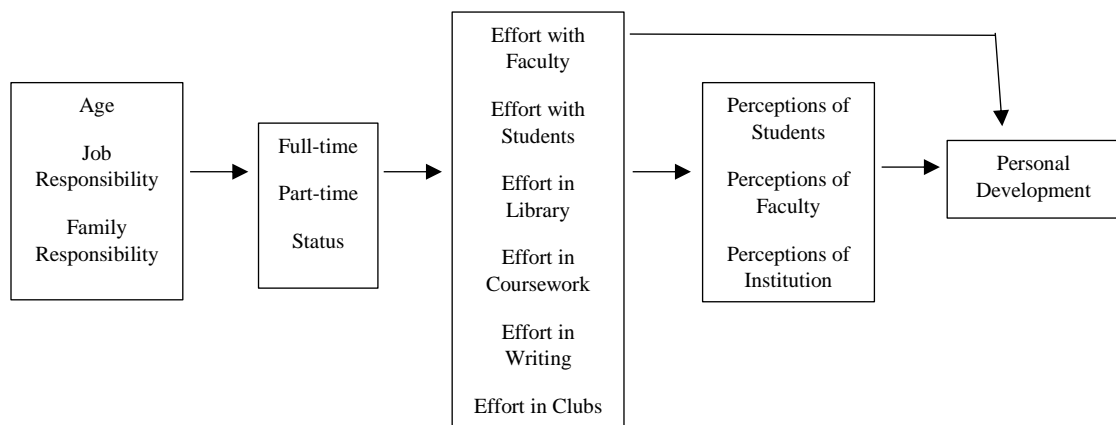 Age
Job
Responsibility
Family
Responsibility
Full-time
Part-time
Status
Effort with
Faculty
Effort with
Students
Effort in
Library
Effort in
Coursework
Effort in
Writing
Effort in Clubs
Perceptions of
Students
Perceptions of
Faculty
Perceptions of
Institution
Personal
Development